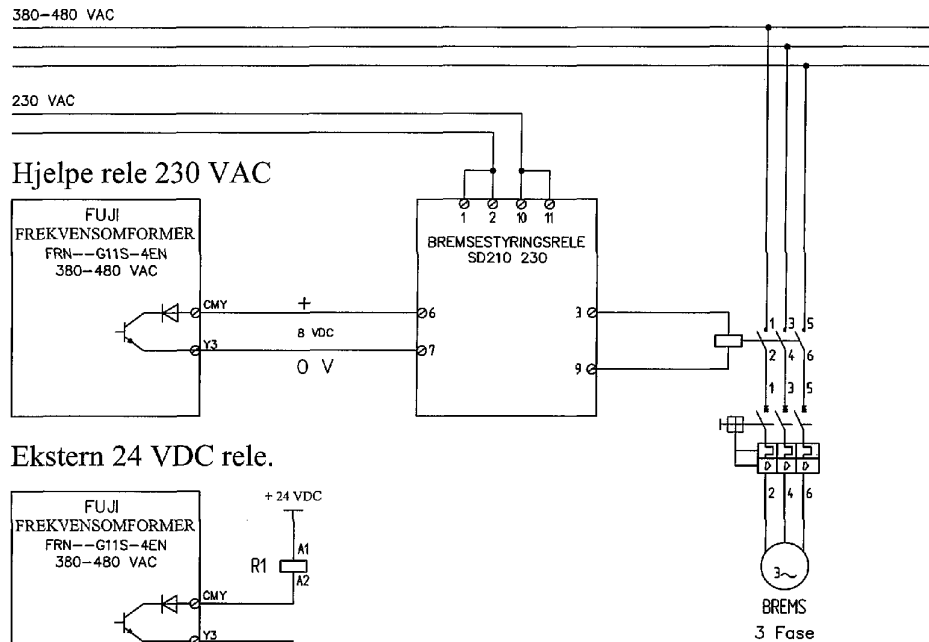 380-480 VAC
230 VAC
Hjelpe rele 230 VAC
FUJI
FREKVENSOMFORMER
FRN--G11S-4EN
380-480 VAC
CMY
Y3
+
8 VDC
0 V
1 2 10 11
BREMSESTYRINGSRELE
SD210 230
6
7
3
9
1 3 5
2 4 6
1 3 5
2 4 6
3~
BREMS
3 Fase
Ekstern 24 VDC rele.
FUJI
FREKVENSOMFORMER
FRN--G11S-4EN
380-480 VAC
CMY
Y3
+ 24 VDC
A1
R1
A2